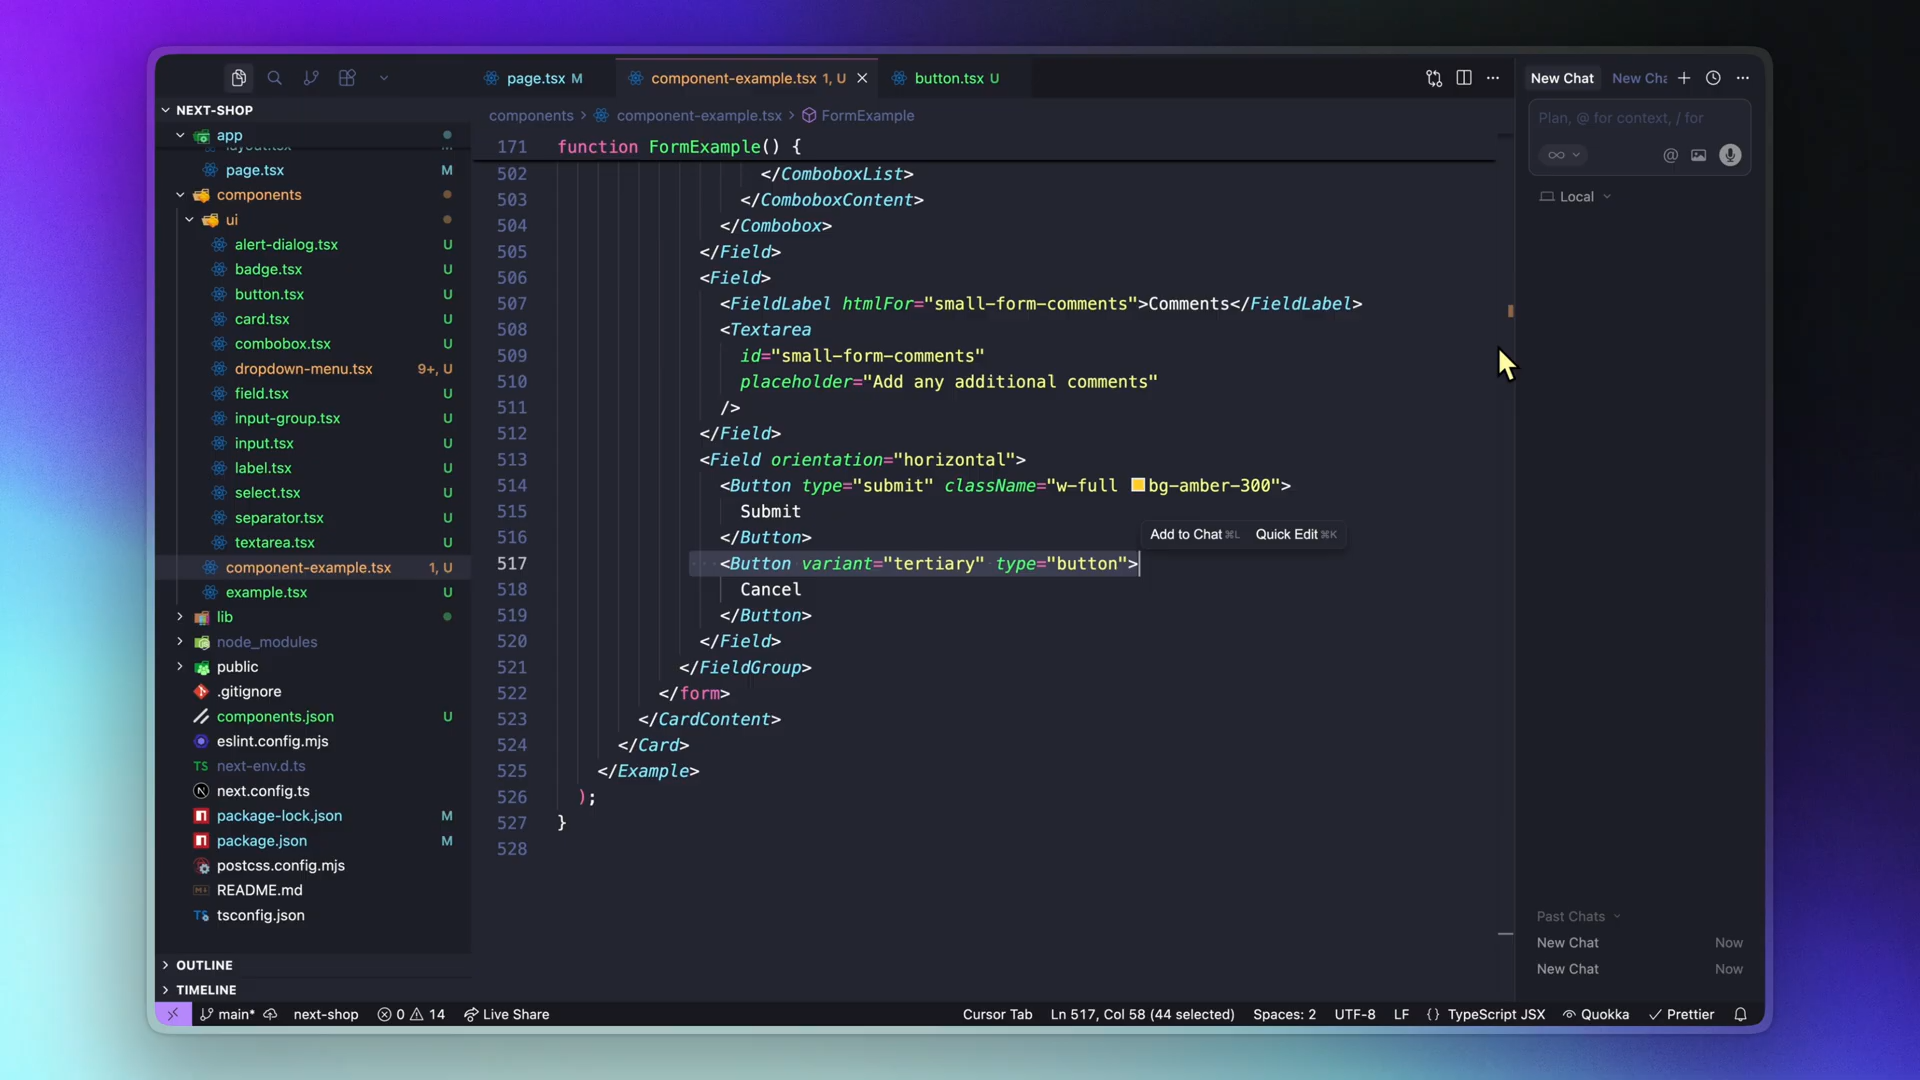 page.tsx M
component-example.tsx 1, U
button.tsx U
New Chat
New Cha
NEXT-SHOP
app
page.tsx M
components
ui
alert-dialog.tsx U
badge.tsx U
button.tsx U
card.tsx U
combobox.tsx U
dropdown-menu.tsx 9+, U
field.tsx U
input-group.tsx U
input.tsx U
label.tsx U
select.tsx U
separator.tsx U
textarea.tsx U
component-example.tsx 1, U
example.tsx U
lib
node_modules
public
.gitignore
components.json U
eslint.config.mjs
TS next-env.d.ts
next.config.ts
package-lock.json M
package.json M
postcss.config.mjs
README.md
tsconfig.json
OUTLINE
TIMELINE
components > component-example.tsx > FormExample
171 function FormExample() {
502 </ComboboxList>
503 </ComboboxContent>
504 </Combobox>
505 </Field>
506 <Field>
507 <FieldLabel htmlFor="small-form-comments">Comments</FieldLabel>
508 <Textarea
509 id="small-form-comments"
510 placeholder="Add any additional comments"
511 />
512 </Field>
513 <Field orientation="horizontal">
514 <Button type="submit" className="w-full bg-amber-300">
515 Submit
516 </Button>
Add to Chat ⌘L Quick Edit ⌘K
517 <Button variant="tertiary" type="button">
518 Cancel
519 </Button>
520 </Field>
521 </FieldGroup>
522 </form>
523 </CardContent>
524 </Card>
525 </Example>
526 );
527 }
528
Plan, @ for context, / for
Local
Past Chats
New Chat Now
New Chat Now
main* next-shop 0 14 Live Share
Cursor Tab Ln 517, Col 58 (44 selected) Spaces: 2 UTF-8 LF {} TypeScript JSX Quokka Prettier